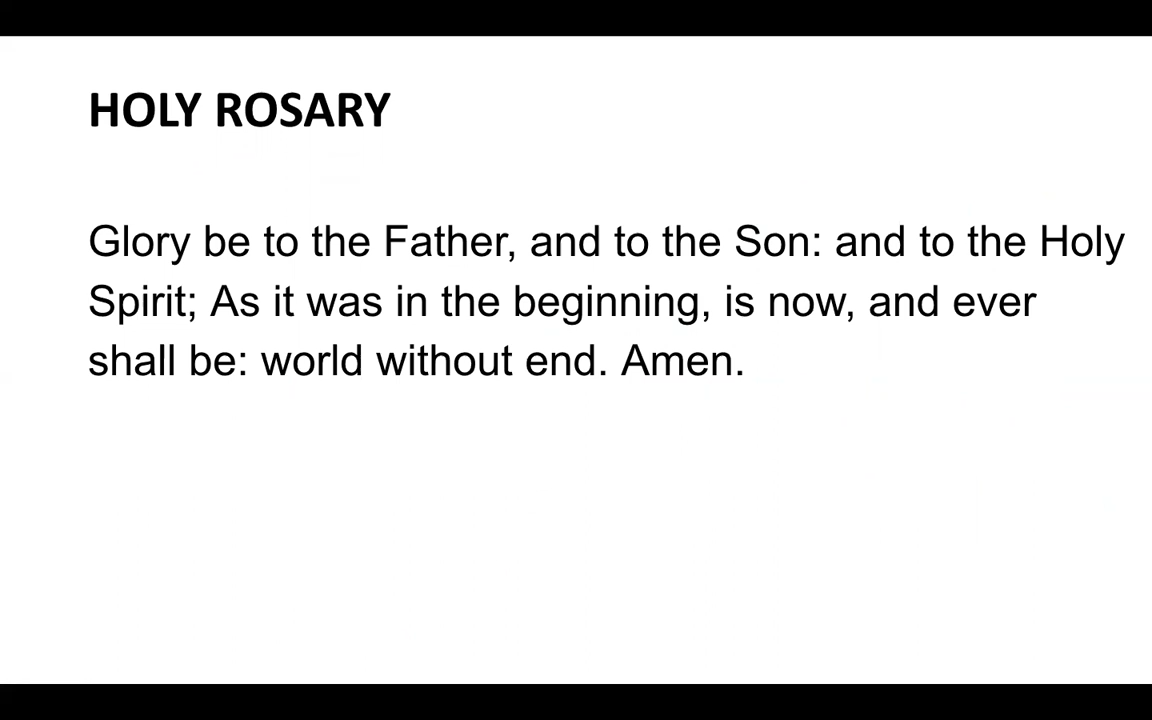 HOLY ROSARY
Glory be to the Father, and to the Son: and to the Holy
Spirit; As it was in the beginning, is now, and ever
shall be: world without end. Amen.